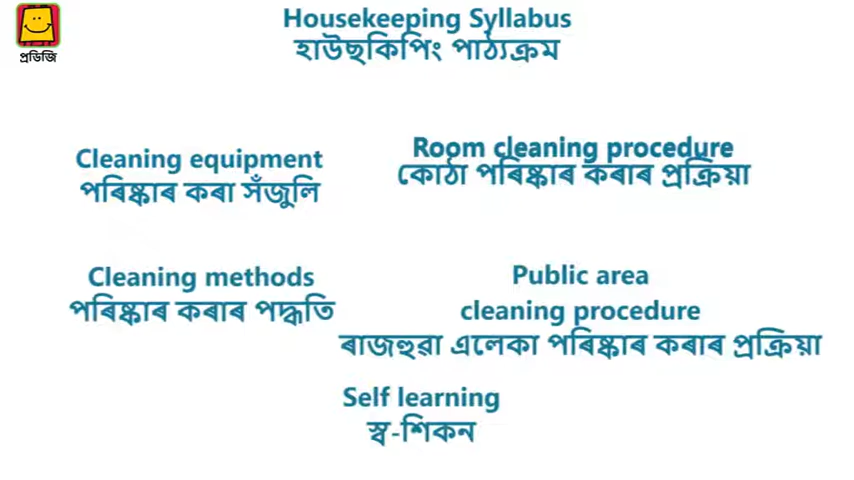 Housekeeping Syllabus
হাউছকিপিং পাঠ্যক্ৰম
প্ৰডিজি
Cleaning equipment
পৰিষ্কাৰ কৰা সঁজুলি
Room cleaning procedure
কোঠা পৰিষ্কাৰ কৰাৰ প্ৰক্ৰিয়া
Cleaning methods
পৰিষ্কাৰ কৰাৰ পদ্ধতি
Public area
cleaning procedure
ৰাজহুৱা এলেকা পৰিষ্কাৰ কৰাৰ প্ৰক্ৰিয়া
Self learning
স্ব-শিকন